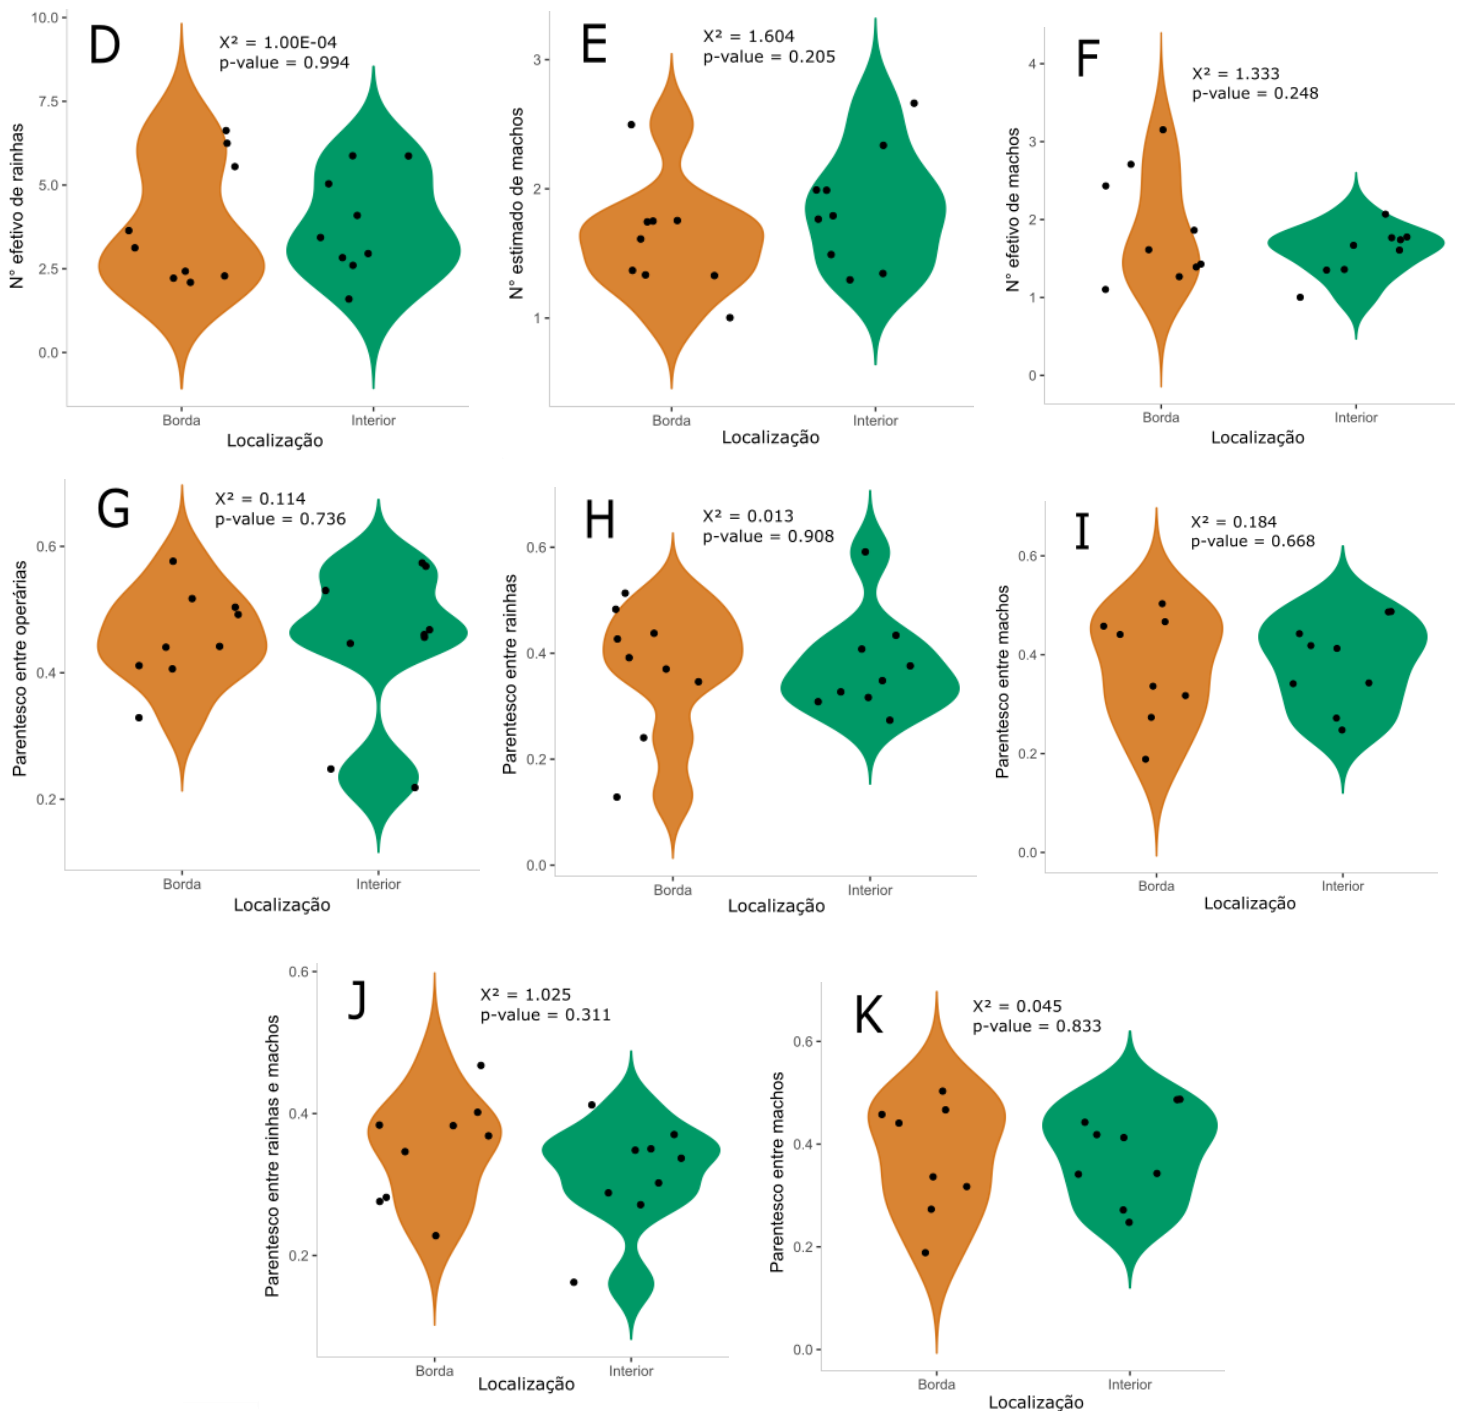 D
X² = 1.00E-04
p-value = 0.994
N° efetivo de rainhas
10.0
7.5
5.0
2.5
0.0
Borda
Interior
Localização
E
X² = 1.604
p-value = 0.205
N° estimado de machos
3
2
1
Borda
Interior
Localização
F
X² = 1.333
p-value = 0.248
N° efetivo de machos
4
3
2
1
0
Borda
Interior
Localização
G
X² = 0.114
p-value = 0.736
Parentesco entre operárias
0.6
0.4
0.2
Borda
Interior
Localização
H
X² = 0.013
p-value = 0.908
Parentesco entre rainhas
0.6
0.4
0.2
0.0
Borda
Interior
Localização
I
X² = 0.184
p-value = 0.668
Parentesco entre machos
0.6
0.4
0.2
0.0
Borda
Interior
Localização
J
X² = 1.025
p-value = 0.311
Parentesco entre rainhas e machos
0.6
0.4
0.2
Borda
Interior
Localização
K
X² = 0.045
p-value = 0.833
Parentesco entre machos
0.6
0.4
0.2
0.0
Borda
Interior
Localização